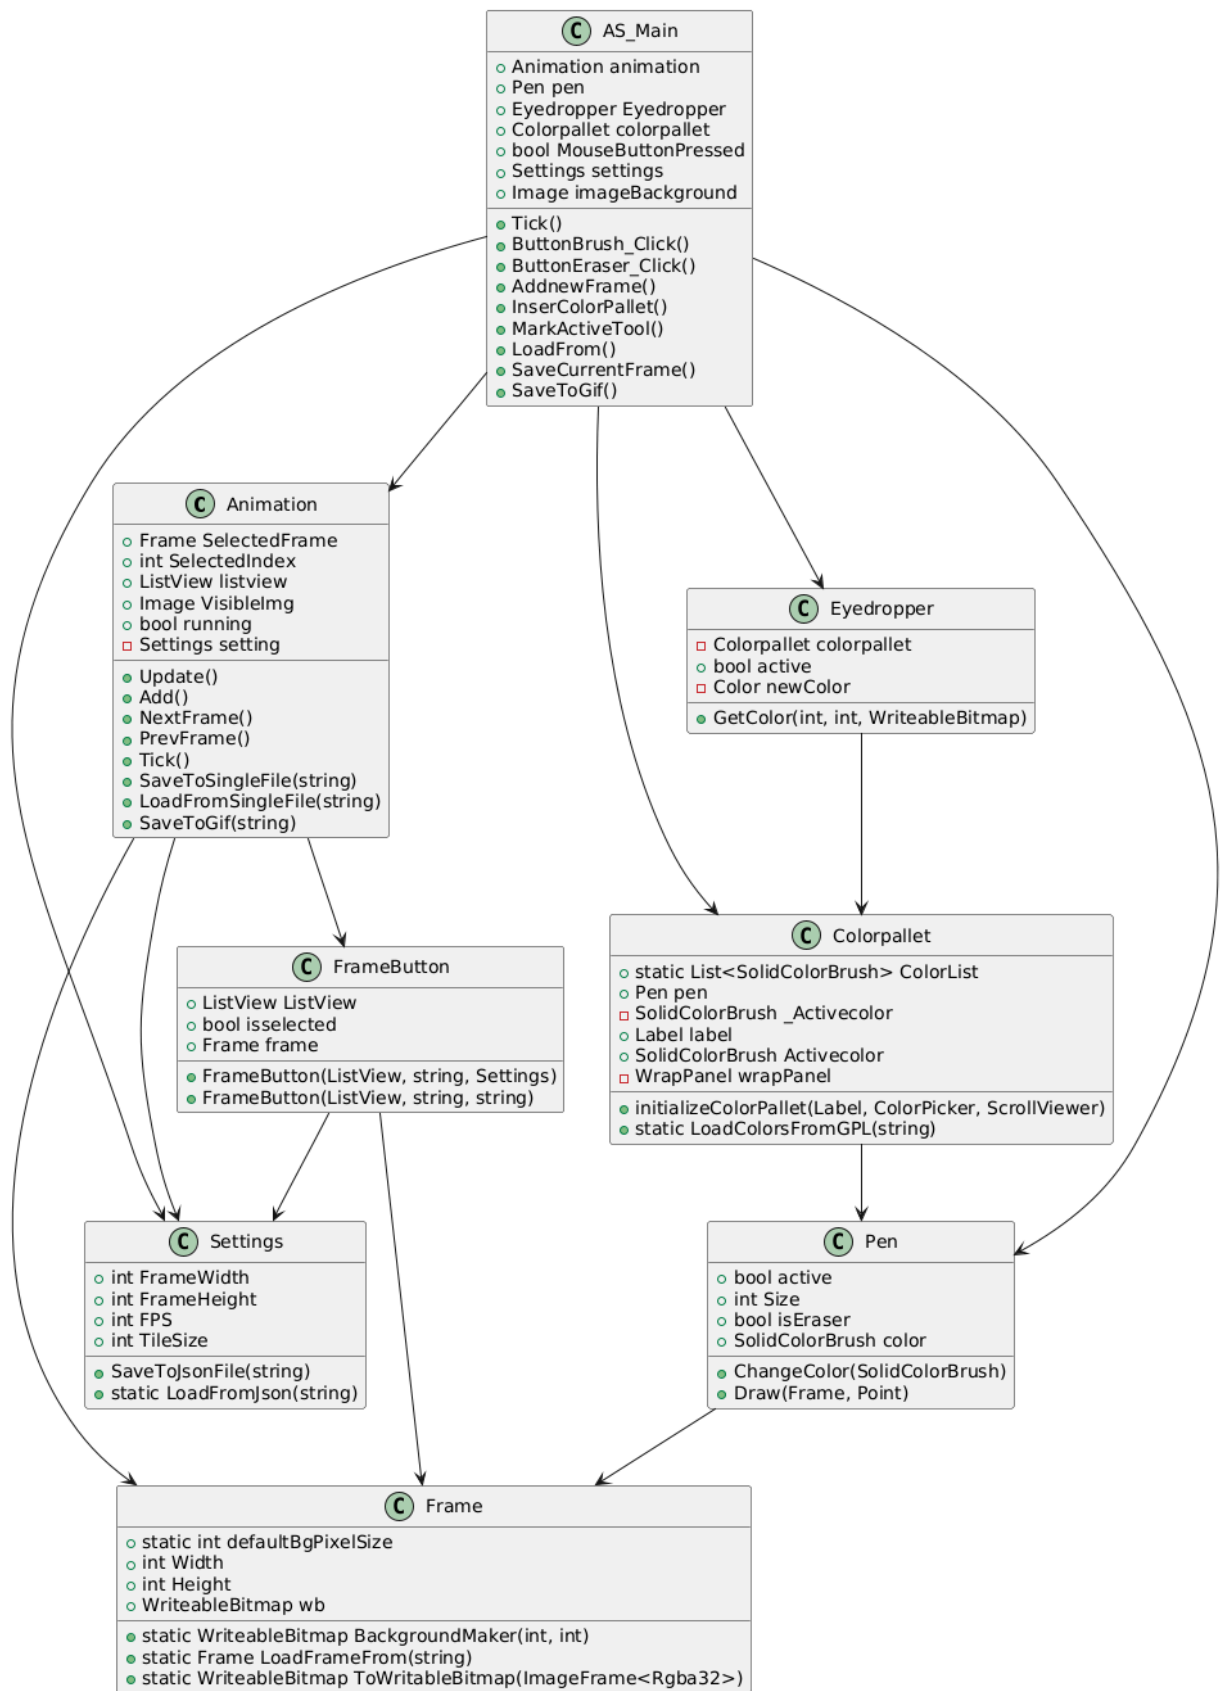 C AS_Main
Animation animation
Pen pen
Eyedropper Eyedropper
Colorpallet colorpallet
bool MouseButtonPressed
Settings settings
Image imageBackground
Tick()
ButtonBrush_Click()
ButtonEraser_Click()
AddnewFrame()
InserColorPallet()
MarkActiveTool()
LoadFrom()
SaveCurrentFrame()
SaveToGif()
C Animation
Frame SelectedFrame
int SelectedIndex
ListView listview
Image VisibleImg
bool running
Settings setting
Update()
Add()
NextFrame()
PrevFrame()
Tick()
SaveToSingleFile(string)
LoadFromSingleFile(string)
SaveToGif(string)
C Eyedropper
Colorpallet colorpallet
bool active
Color newColor
GetColor(int, int, WriteableBitmap)
C FrameButton
ListView ListView
bool isselected
Frame frame
FrameButton(ListView, string, Settings)
FrameButton(ListView, string, string)
C Colorpallet
static List<SolidColorBrush> ColorList
Pen pen
SolidColorBrush _Activecolor
Label label
SolidColorBrush Activecolor
WrapPanel wrapPanel
initializeColorPallet(Label, ColorPicker, ScrollViewer)
static LoadColorsFromGPL(string)
C Settings
int FrameWidth
int FrameHeight
int FPS
int TileSize
SaveToJsonFile(string)
static LoadFromJson(string)
C Pen
bool active
int Size
bool isEraser
SolidColorBrush color
ChangeColor(SolidColorBrush)
Draw(Frame, Point)
C Frame
static int defaultBgPixelSize
int Width
int Height
WriteableBitmap wb
static WriteableBitmap BackgroundMaker(int, int)
static Frame LoadFrameFrom(string)
static WriteableBitmap ToWritableBitmap(ImageFrame<Rgba32>)